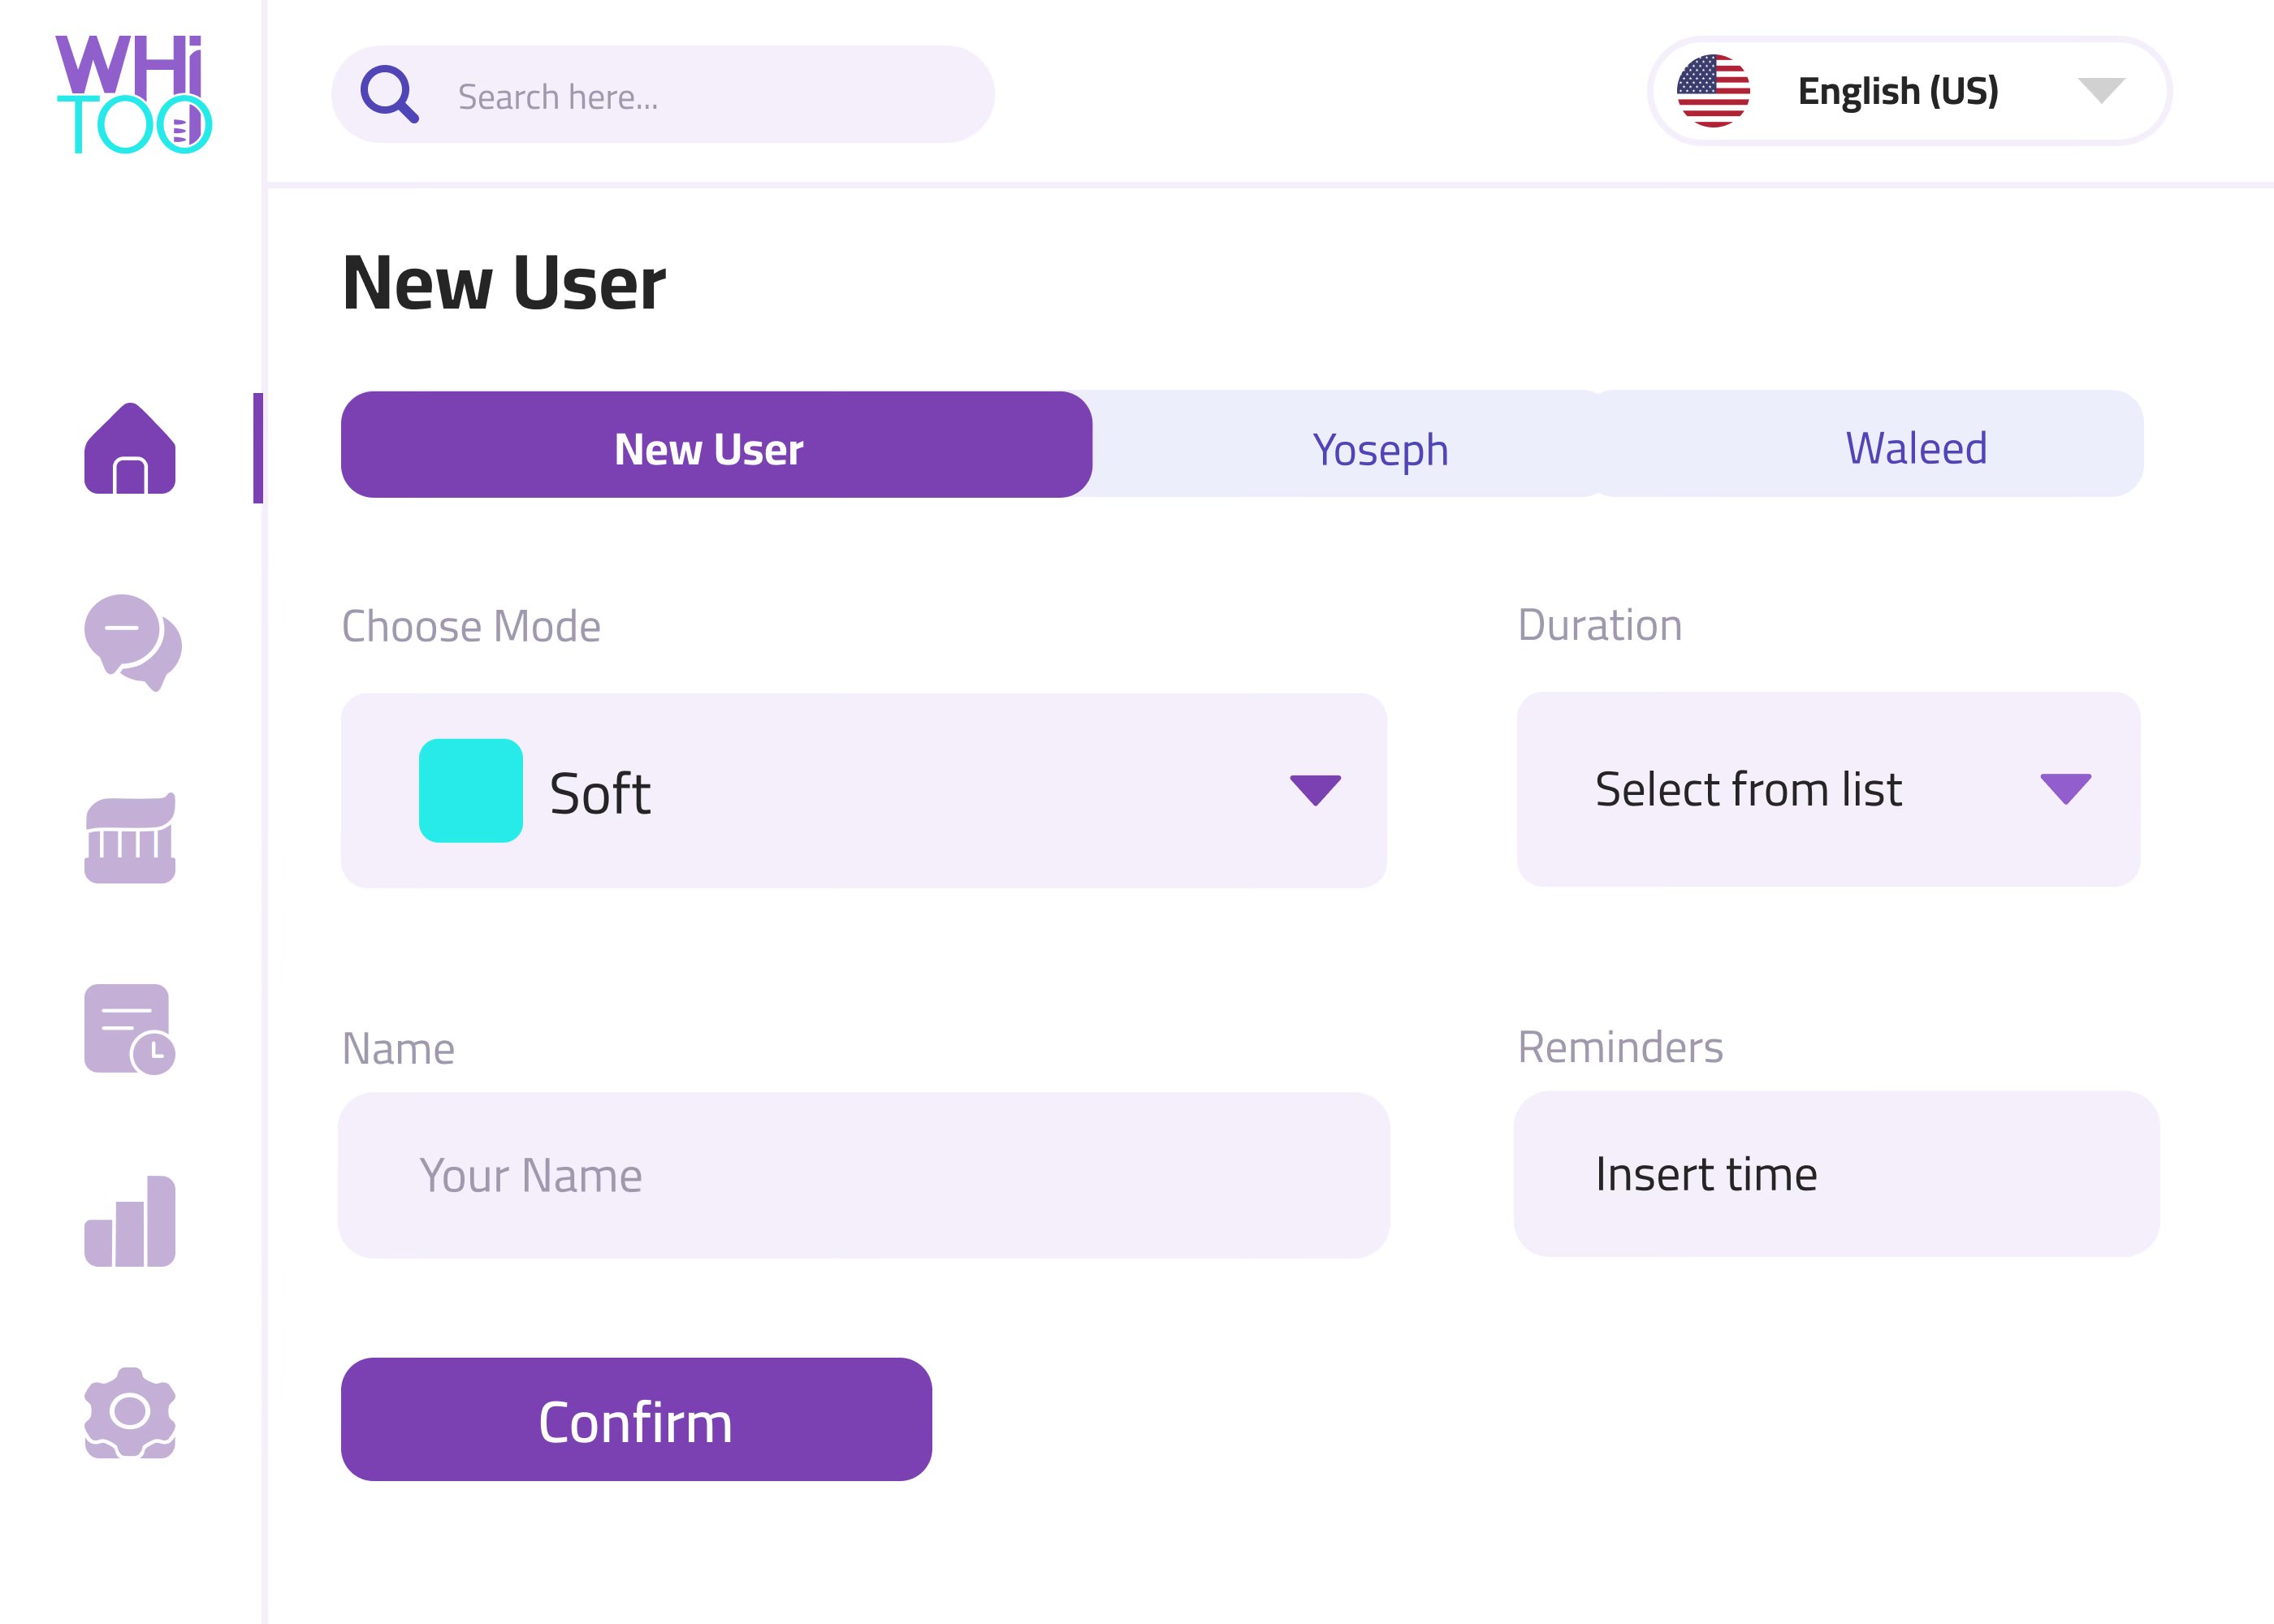 WHi
TOO
Search here...
English (US)
New User
New User
Yoseph
Waleed
Choose Mode
Duration
Soft
Select from list
Name
Reminders
Your Name
Insert time
Confirm